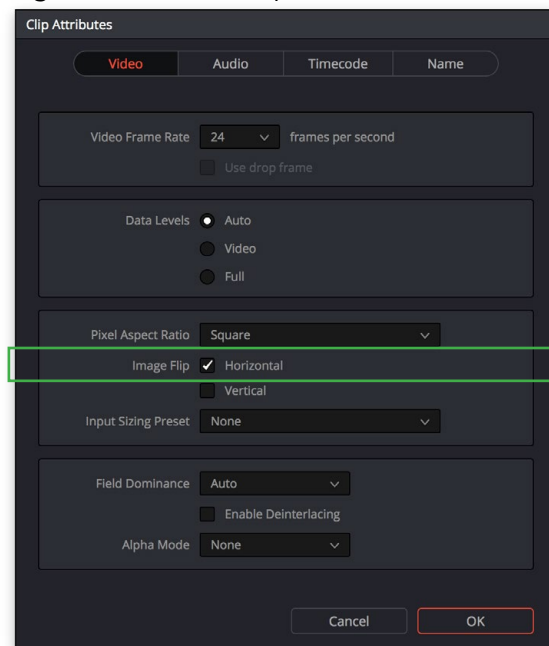 Clip Attributes
Video Audio Timecode Name
Video Frame Rate 24 frames per second
Use drop frame
Data Levels Auto
Video
Full
Pixel Aspect Ratio Square
Image Flip Horizontal
Vertical
Input Sizing Preset None
Field Dominance Auto
Enable Deinterlacing
Alpha Mode None
Cancel OK